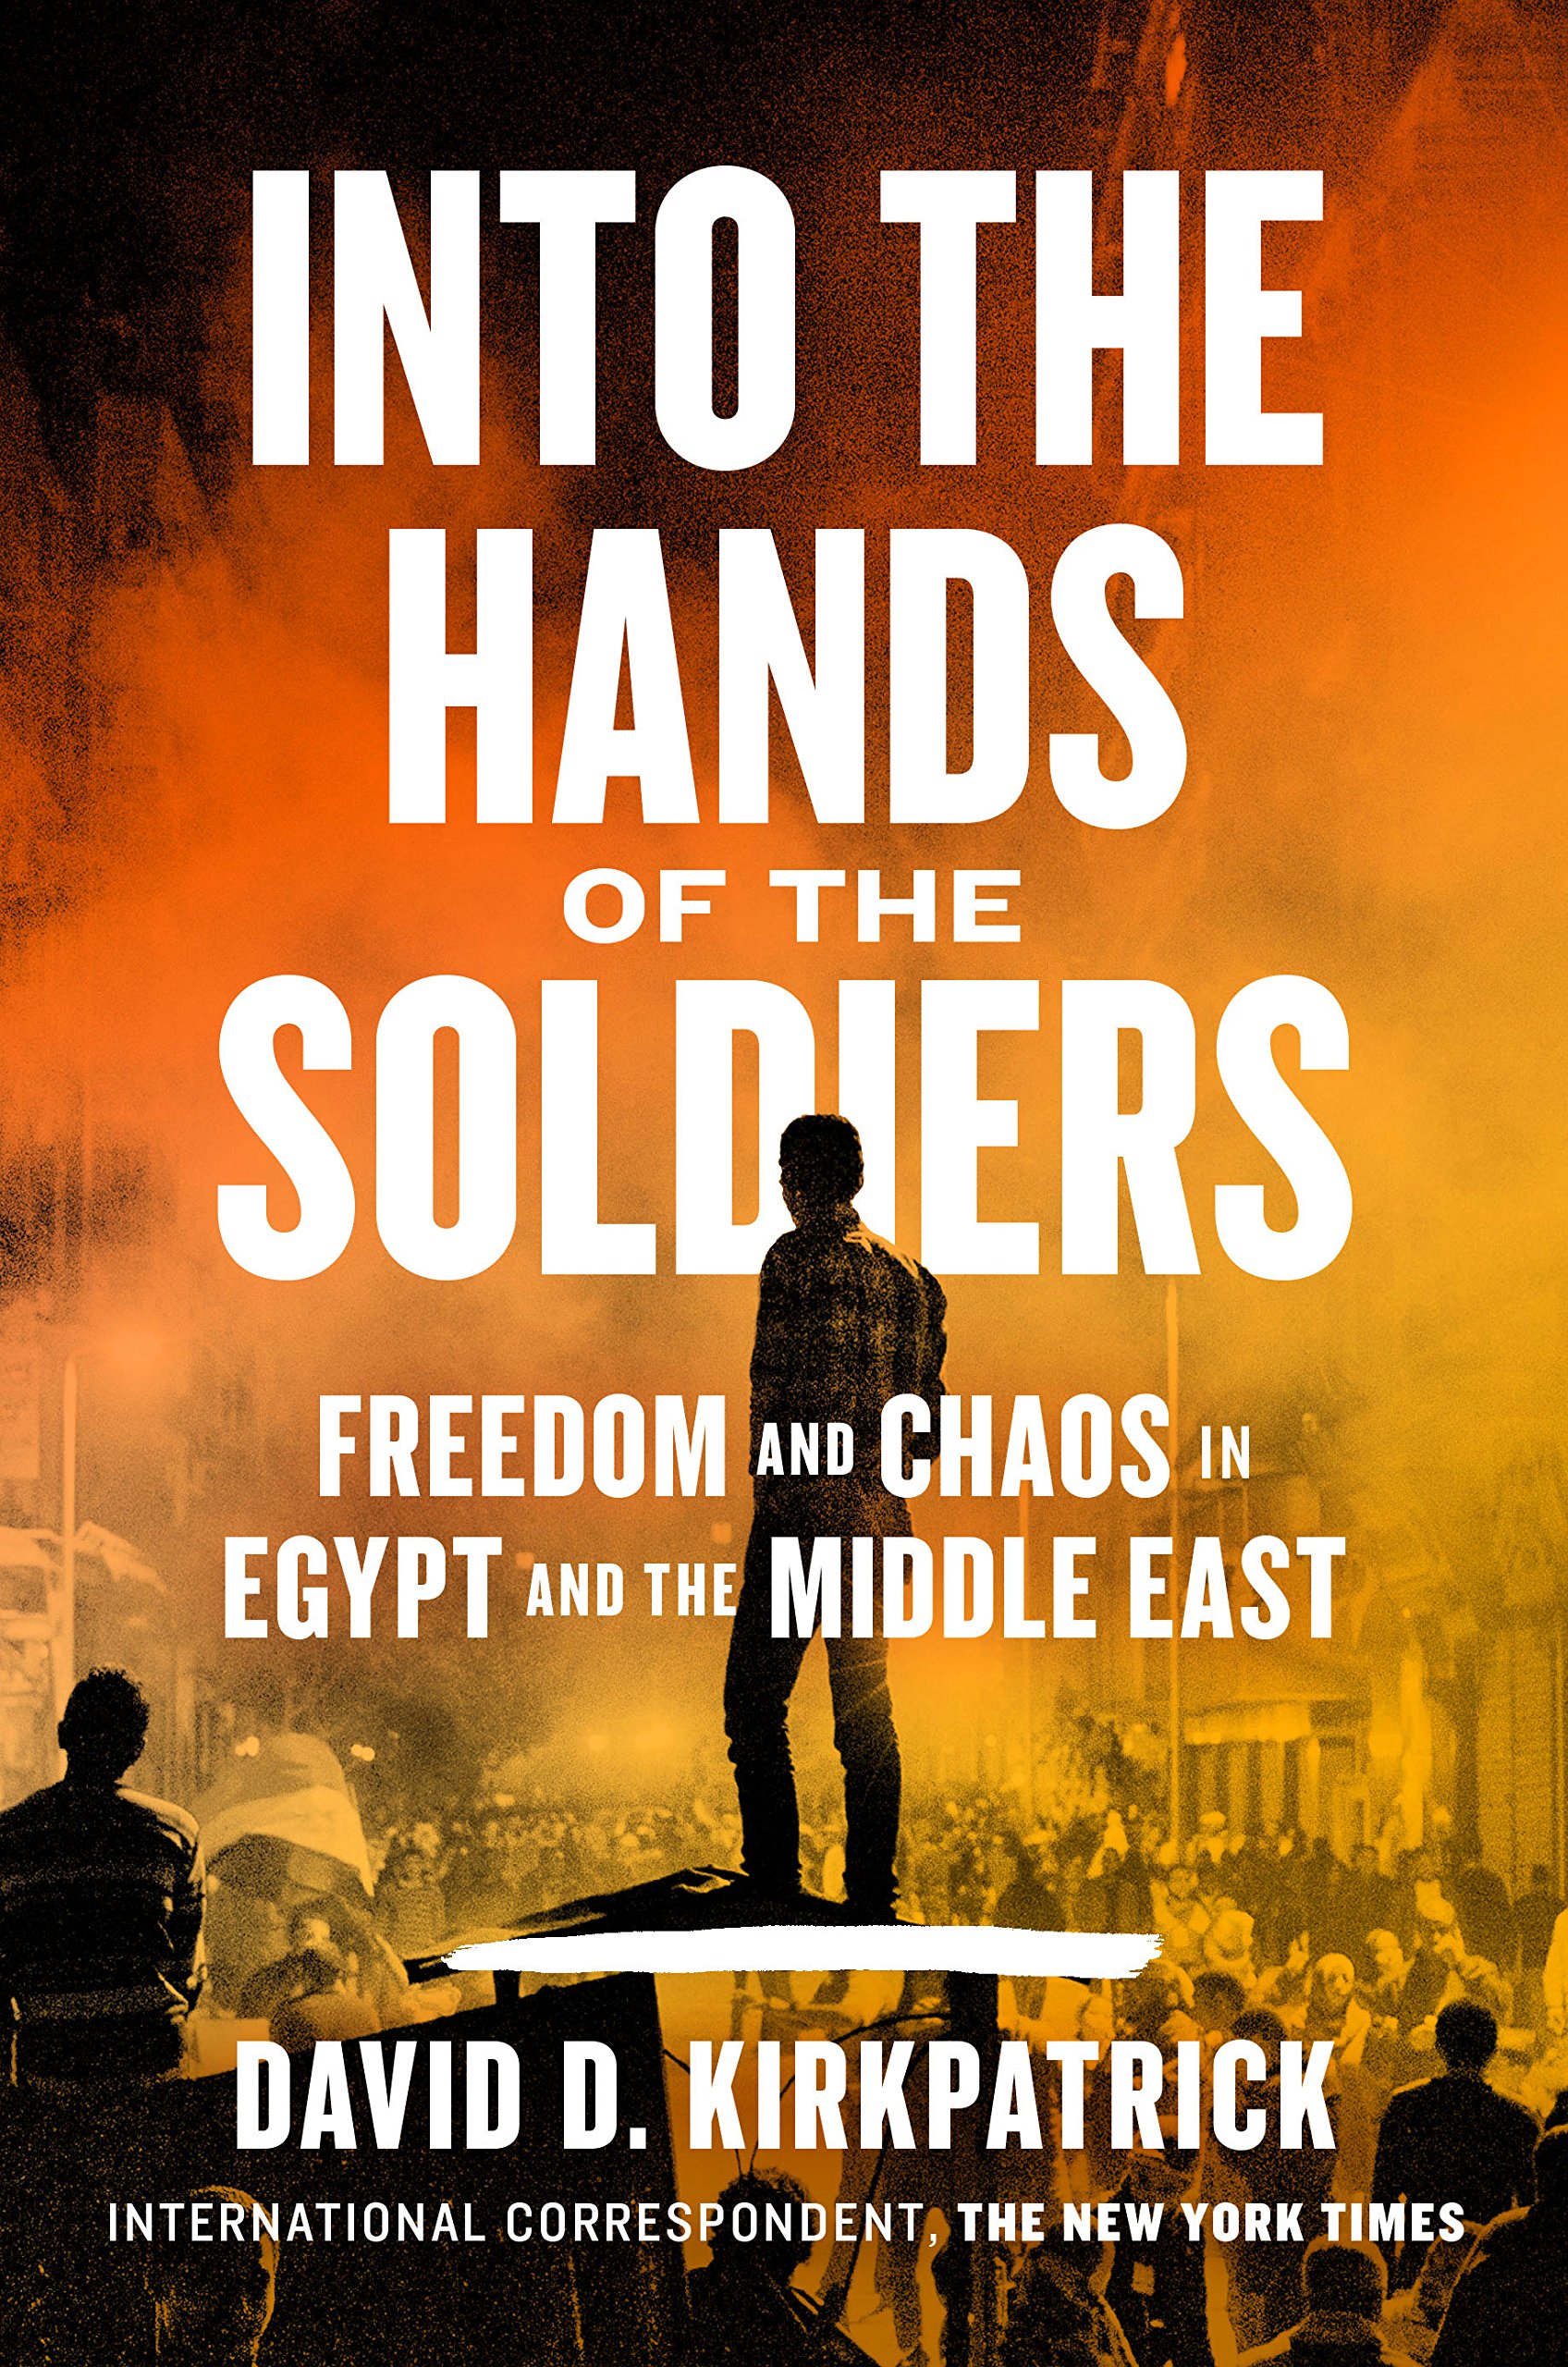 INTO THE
HANDS
OF THE
SOLDIERS
FREEDOM AND CHAOS IN
EGYPT AND THE MIDDLE EAST
DAVID D. KIRKPATRICK
INTERNATIONAL CORRESPONDENT, THE NEW YORK TIMES